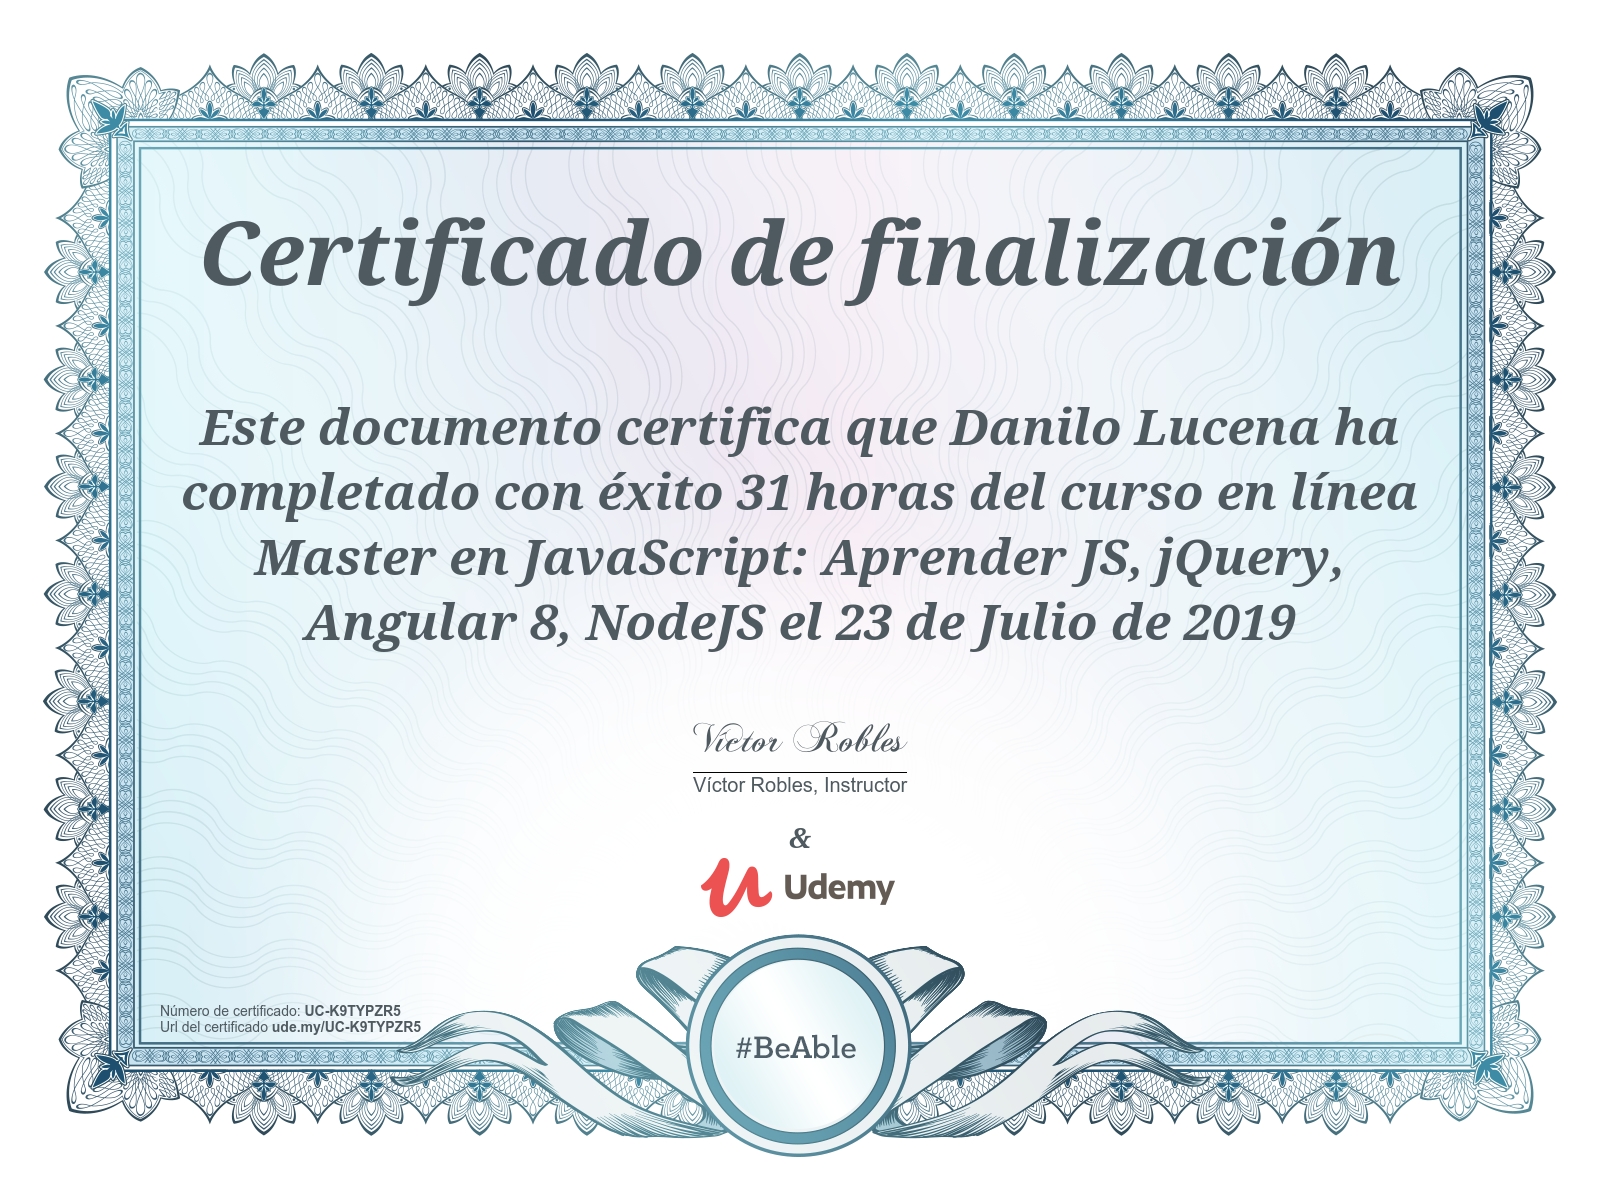 Certificado de finalización
Este documento certifica que Danilo Lucena ha
completado con éxito 31 horas del curso en línea
Master en JavaScript: Aprender JS, jQuery,
Angular 8, NodeJS el 23 de Julio de 2019
Víctor Robles
Víctor Robles, Instructor
&
Udemy
Número de certificado: UC-K9TYPZR5
Url del certificado ude.my/UC-K9TYPZR5
#BeAble